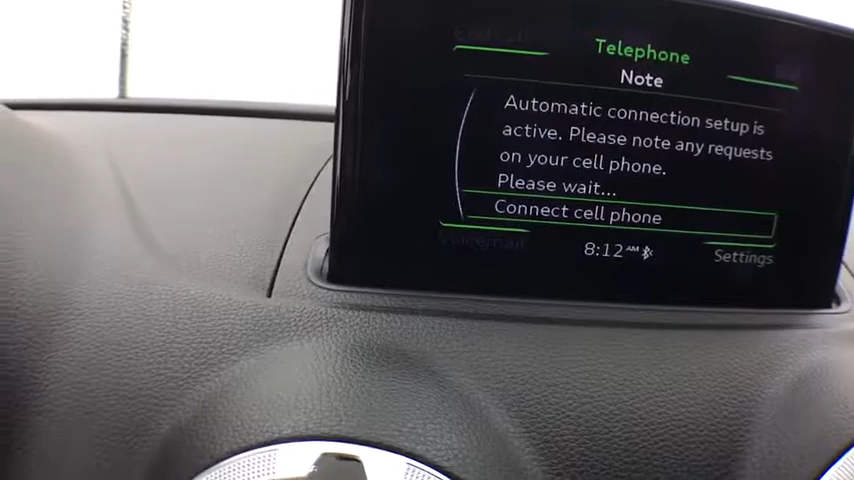 Telephone
Note
Automatic connection setup is
active. Please note any requests
on your cell phone.
Please wait...
Connect cell phone
8:12 AM
Settings